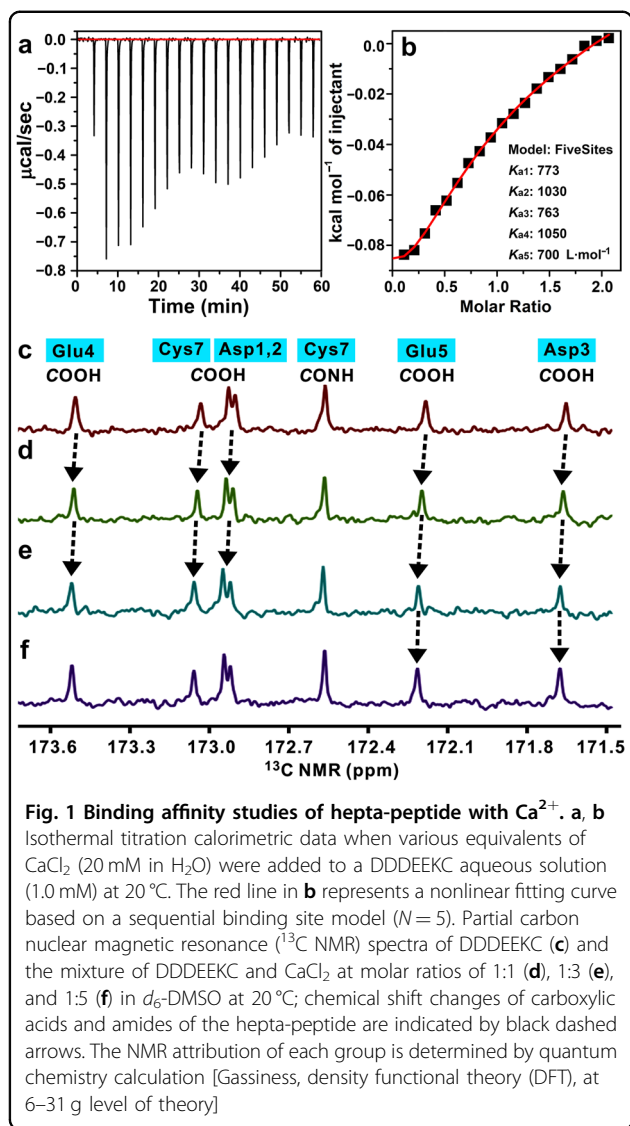 a
0.0
−0.1
−0.2
−0.3
−0.4
−0.5
−0.6
−0.7
−0.8
μcal/sec
0 10 20 30 40 50 60
Time (min)
b
0.00
−0.02
−0.04
−0.06
−0.08
kcal mol⁻¹ of injectant
Model: FiveSites
Ka1: 773
Ka2: 1030
Ka3: 763
Ka4: 1050
Ka5: 700 L·mol⁻¹
0.0 0.5 1.0 1.5 2.0
Molar Ratio
c
Glu4 Cys7 Asp1,2 Cys7 Glu5 Asp3
COOH COOH CONH COOH COOH
d
e
f
173.6 173.3 173.0 172.7 172.4 172.1 171.8 171.5
¹³C NMR (ppm)
Fig. 1 Binding affinity studies of hepta-peptide with Ca²⁺. a, b
Isothermal titration calorimetric data when various equivalents of
CaCl₂ (20 mM in H₂O) were added to a DDDEEKC aqueous solution
(1.0 mM) at 20 °C. The red line in b represents a nonlinear fitting curve
based on a sequential binding site model (N = 5). Partial carbon
nuclear magnetic resonance (¹³C NMR) spectra of DDDEEKC (c) and
the mixture of DDDEEKC and CaCl₂ at molar ratios of 1:1 (d), 1:3 (e),
and 1:5 (f) in d₆-DMSO at 20 °C; chemical shift changes of carboxylic
acids and amides of the hepta-peptide are indicated by black dashed
arrows. The NMR attribution of each group is determined by quantum
chemistry calculation [Gassiness, density functional theory (DFT), at
6–31 g level of theory]